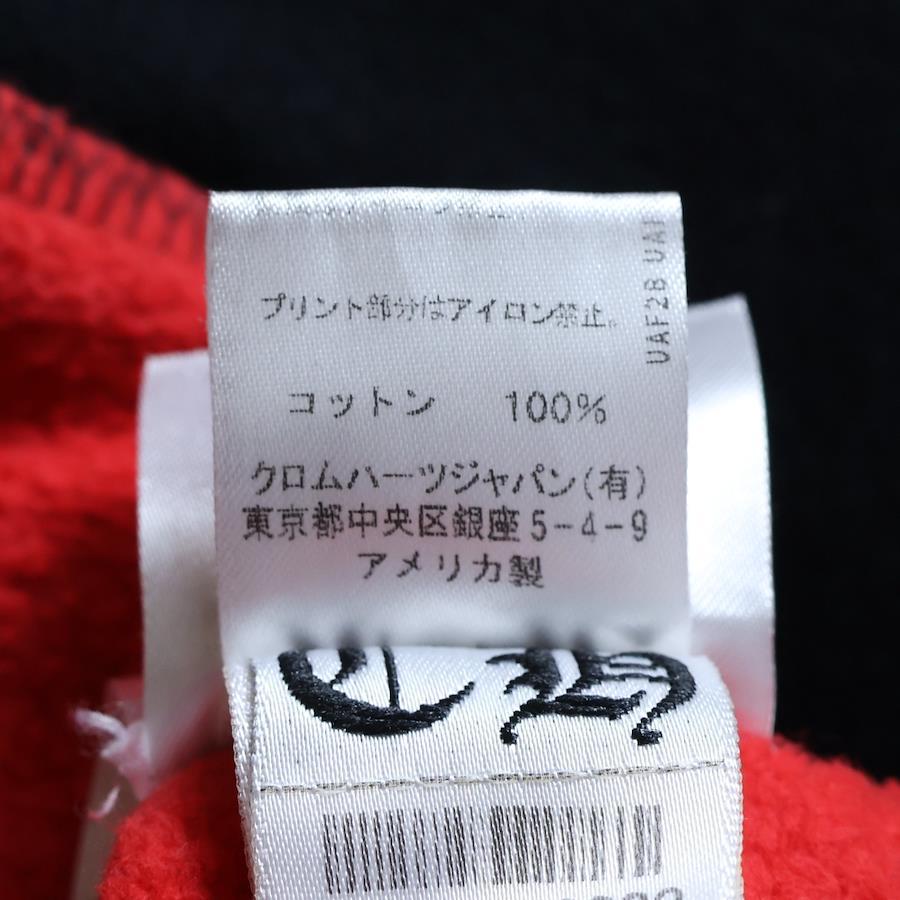 プリント部分はアイロン禁止。
UAF28 UA1
コットン 100%
クロムハーツジャパン(有)
東京都中央区銀座5-4-9
アメリカ製
CH